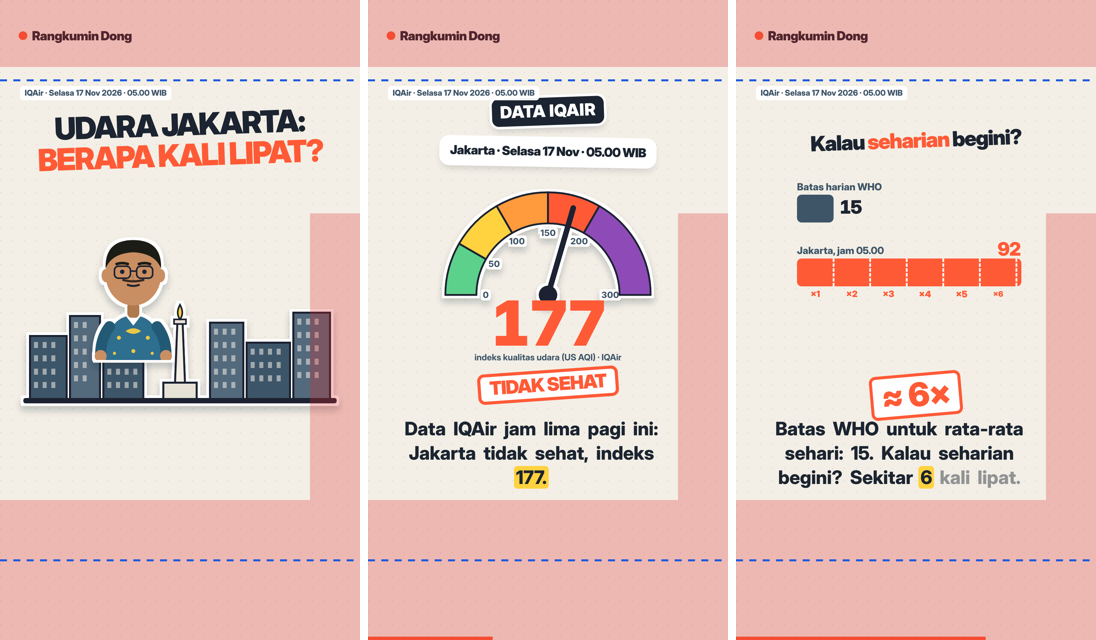 Rangkumin Dong
IQAir · Selasa 17 Nov 2026 · 05.00 WIB
UDARA JAKARTA:
BERAPA KALI LIPAT?
Rangkumin Dong
IQAir · Selasa 17 Nov 2026 · 05.00 WIB
DATA IQAIR
Jakarta · Selasa 17 Nov · 05.00 WIB
0
50
100
150
200
300
177
indeks kualitas udara (US AQI) · IQAir
TIDAK SEHAT
Data IQAir jam lima pagi ini:
Jakarta tidak sehat, indeks
177.
Rangkumin Dong
IQAir · Selasa 17 Nov 2026 · 05.00 WIB
Kalau seharian begini?
Batas harian WHO
15
Jakarta, jam 05.00
92
×1 ×2 ×3 ×4 ×5 ×6
≈ 6×
Batas WHO untuk rata-rata
sehari: 15. Kalau seharian
begini? Sekitar 6 kali lipat.